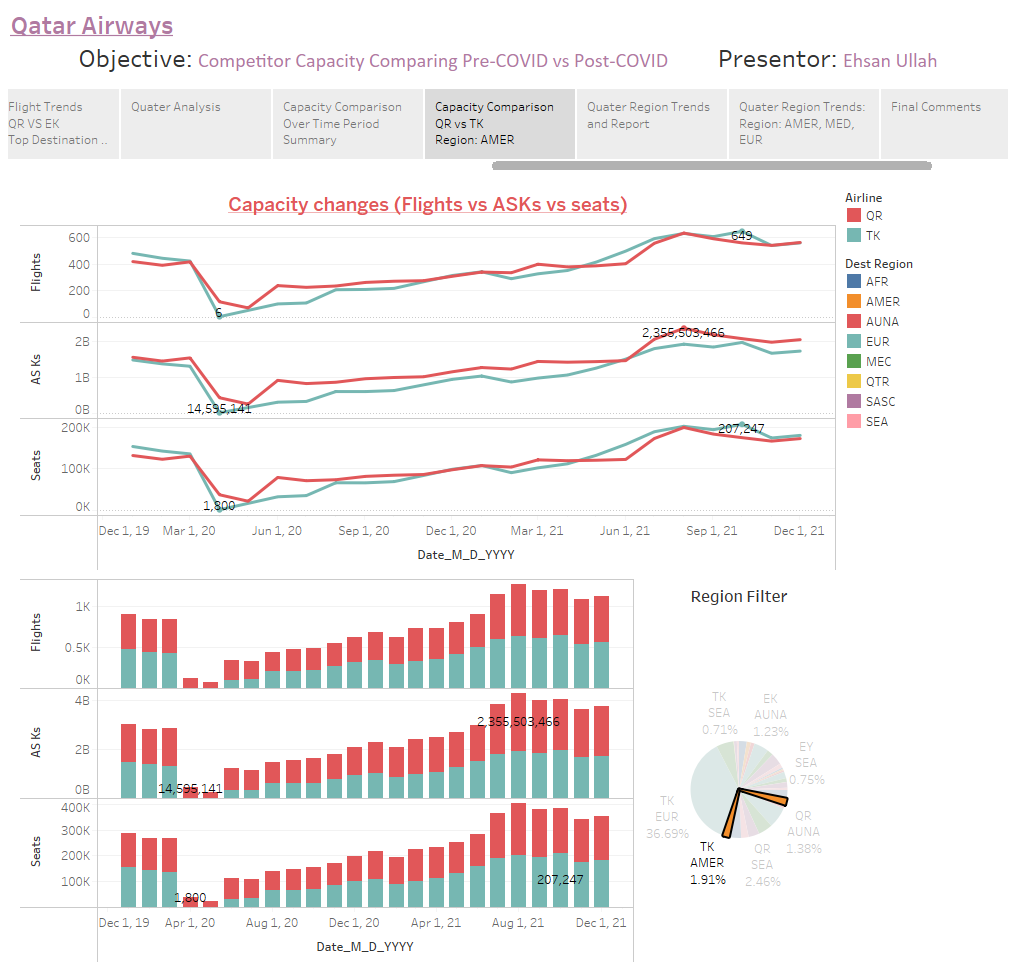 Qatar Airways
Objective: Competitor Capacity Comparing Pre-COVID vs Post-COVID
Presentor: Ehsan Ullah
Flight Trends
QR VS EK
Top Destination ..
Quater Analysis
Capacity Comparison
Over Time Period
Summary
Capacity Comparison
QR vs TK
Region: AMER
Quater Region Trends
and Report
Quater Region Trends:
Region: AMER, MED,
EUR
Final Comments
Capacity changes (Flights vs ASKs vs seats)
Flights
600
400
200
0
649
6
ASKs
2B
1B
0B
2,355,503,466
14,595,141
Seats
200K
100K
0K
207,247
1,800
Dec 1, 19 Mar 1, 20 Jun 1, 20 Sep 1, 20 Dec 1, 20 Mar 1, 21 Jun 1, 21 Sep 1, 21 Dec 1, 21
Date_M_D_YYYY
Airline
QR
TK
Dest Region
AFR
AMER
AUNA
EUR
MEC
QTR
SASC
SEA
Flights
1K
0.5K
0K
ASKs
4B
2B
0B
2,355,503,466
14,595,141
Seats
400K
300K
200K
100K
207,247
1,800
Dec 1, 19 Apr 1, 20 Aug 1, 20 Dec 1, 20 Apr 1, 21 Aug 1, 21 Dec 1, 21
Date_M_D_YYYY
Region Filter
TK
SEA
0.71%
EK
AUNA
1.23%
EY
SEA
0.75%
QR
AUNA
1.38%
QR
SEA
2.46%
TK
AMER
1.91%
TK
EUR
36.69%